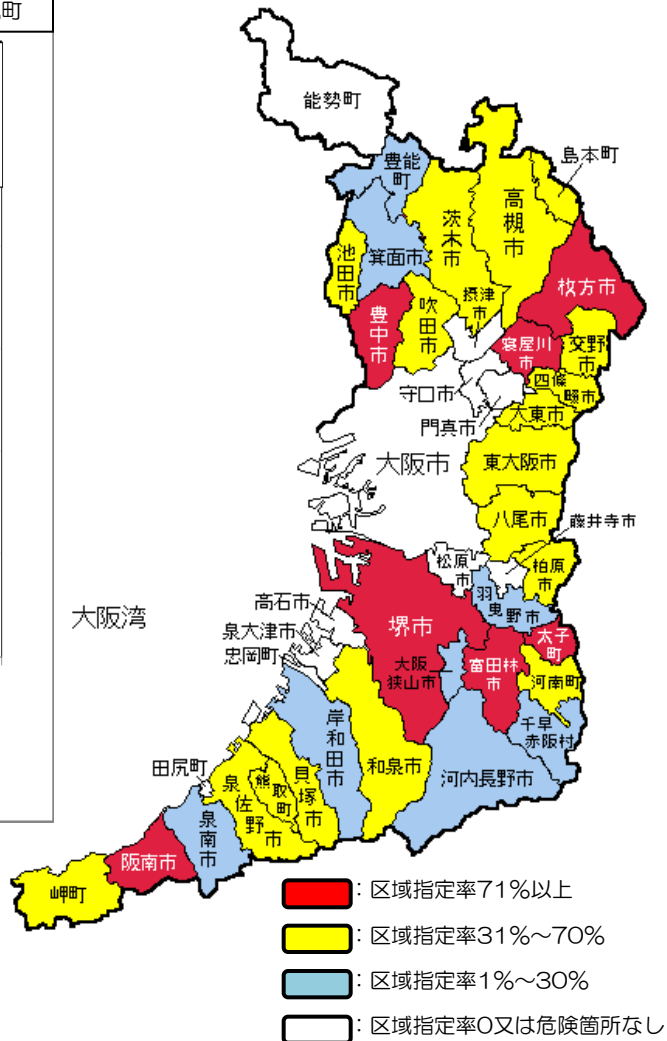 町
能勢町
豊能
町
島本町
高
槻
市
茨
木
市
箕面市
池
田
市
枚方市
摂津
市
吹
田
市
豊
中
市
寝屋川
市
交野
市
守口市
四條
畷市
門真市
大東市
大阪市
東大阪市
八尾市
藤井寺市
松原
市
柏原
市
羽
曳
野市
高石市
大阪湾
堺市
泉大津市
太子
町
忠岡町
大阪
狭山市
富田林
市
河南町
岸
和
田
市
千早
赤阪村
和泉市
河内長野市
田尻町
貝
塚
市
熊
取
町
泉
佐
野
市
泉
南
市
阪南市
岬町
:区域指定率71%以上
:区域指定率31%～70%
:区域指定率1%～30%
:区域指定率0又は危険箇所なし